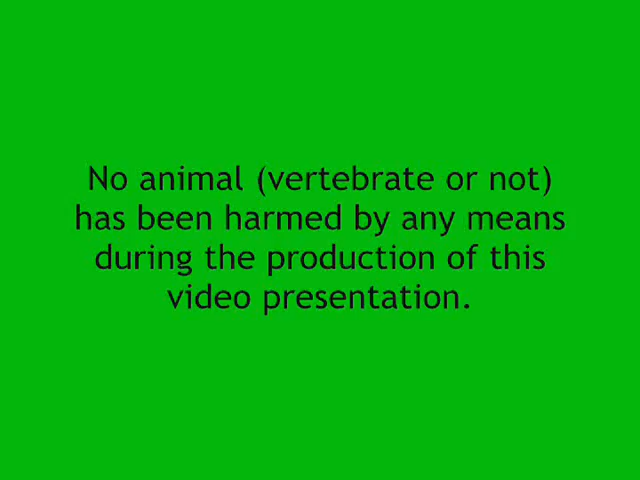 No animal (vertebrate or not)
has been harmed by any means
during the production of this
video presentation.